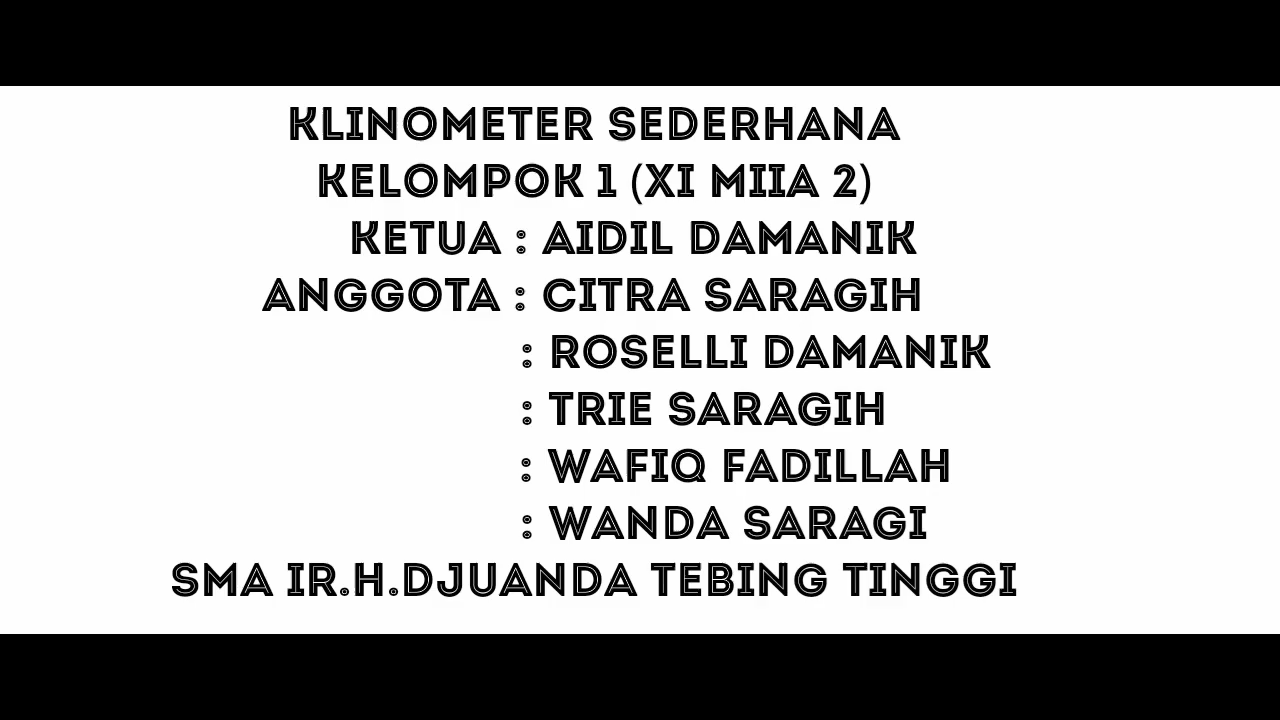 KLINOMETER SEDERHANA
KELOMPOK 1 (XI MIIA 2)
KETUA : AIDIL DAMANIK
ANGGOTA : CITRA SARAGIH
: ROSELLI DAMANIK
: TRIE SARAGIH
: WAFIQ FADILLAH
: WANDA SARAGI
SMA IR.H.DJUANDA TEBING TINGGI